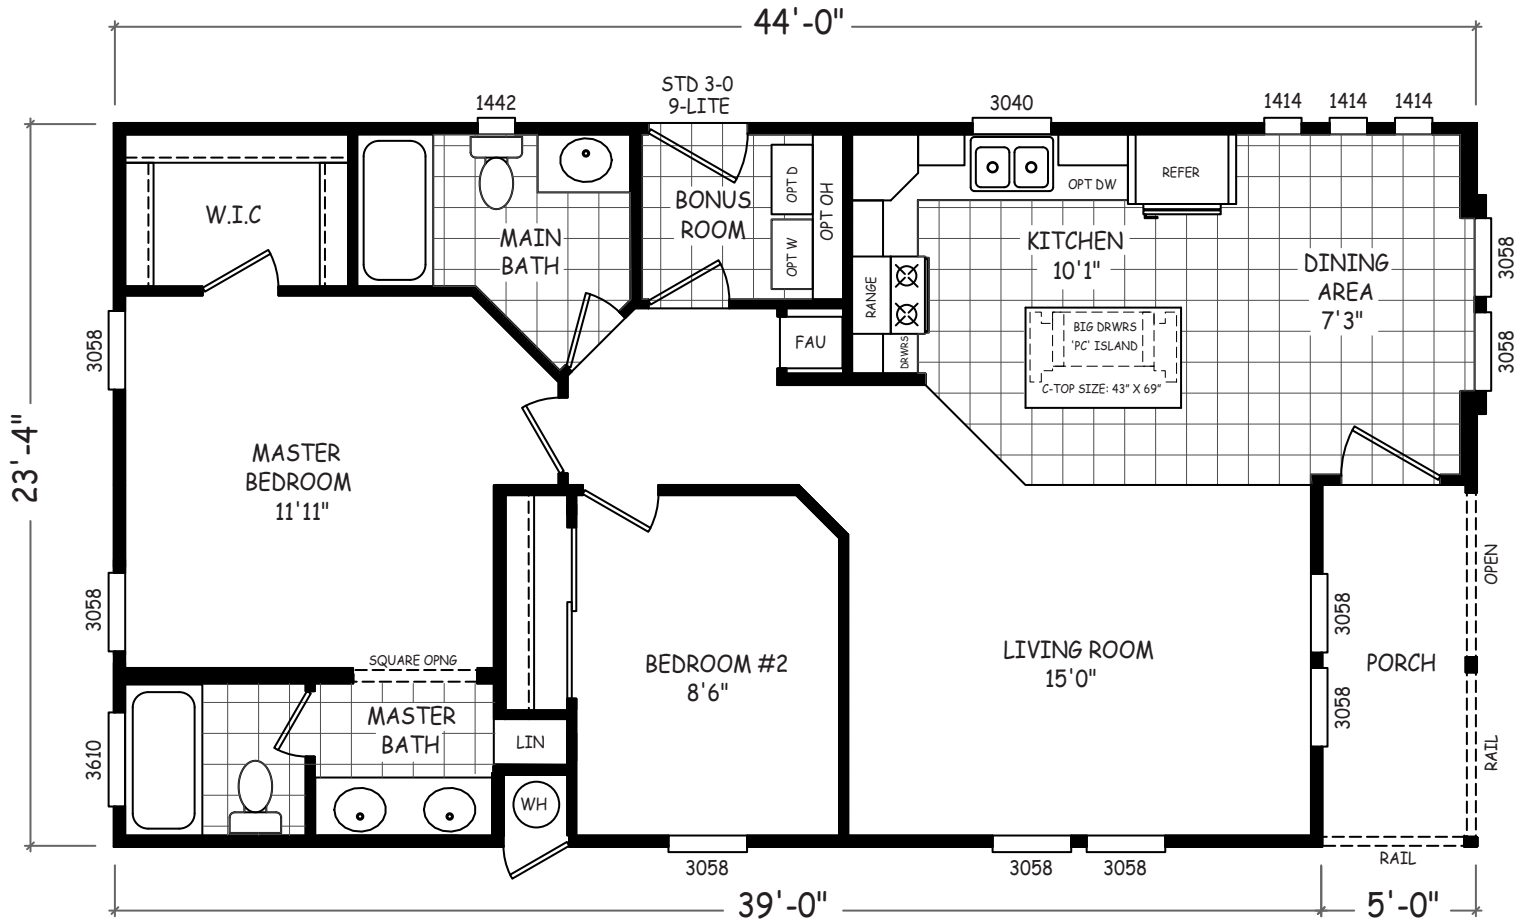 44'-0"
STD 3-0
9-LITE
1442
3040
1414
1414
1414
W.I.C
MAIN
BATH
BONUS
ROOM
OPT D
OPT W
OPT OH
OPT DW
REFER
KITCHEN
10'1"
DINING
AREA
7'3"
3058
3058
RANGE
DRWRS
FAU
BIG DRWRS
'PC' ISLAND
C-TOP SIZE: 43" X 69"
3058
23'-4"
MASTER
BEDROOM
11'11"
3058
SQUARE OPNG
MASTER
BATH
3610
LIN
WH
BEDROOM #2
8'6"
LIVING ROOM
15'0"
3058
3058
PORCH
OPEN
RAIL
RAIL
3058
3058
3058
39'-0"
5'-0"